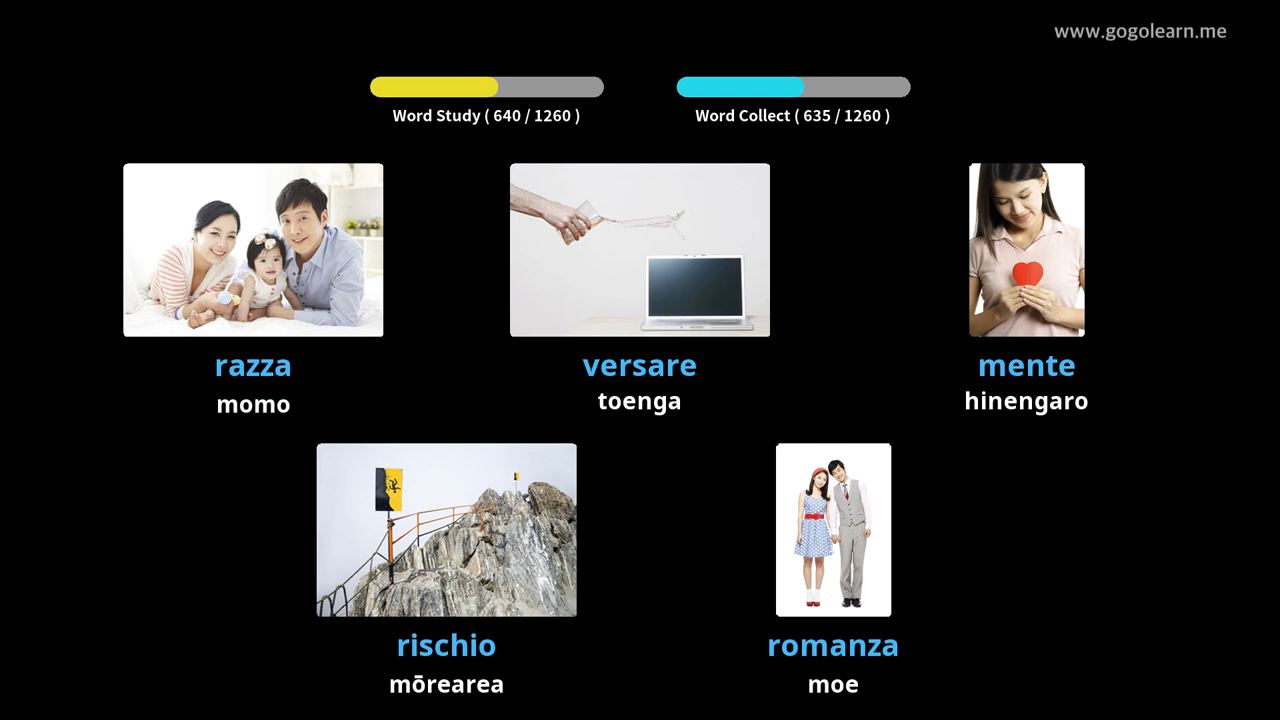 www.gogolearn.me
Word Study ( 640 / 1260 )
Word Collect ( 635 / 1260 )
razza
momo
versare
toenga
mente
hinengaro
rischio
mōrearea
romanza
moe